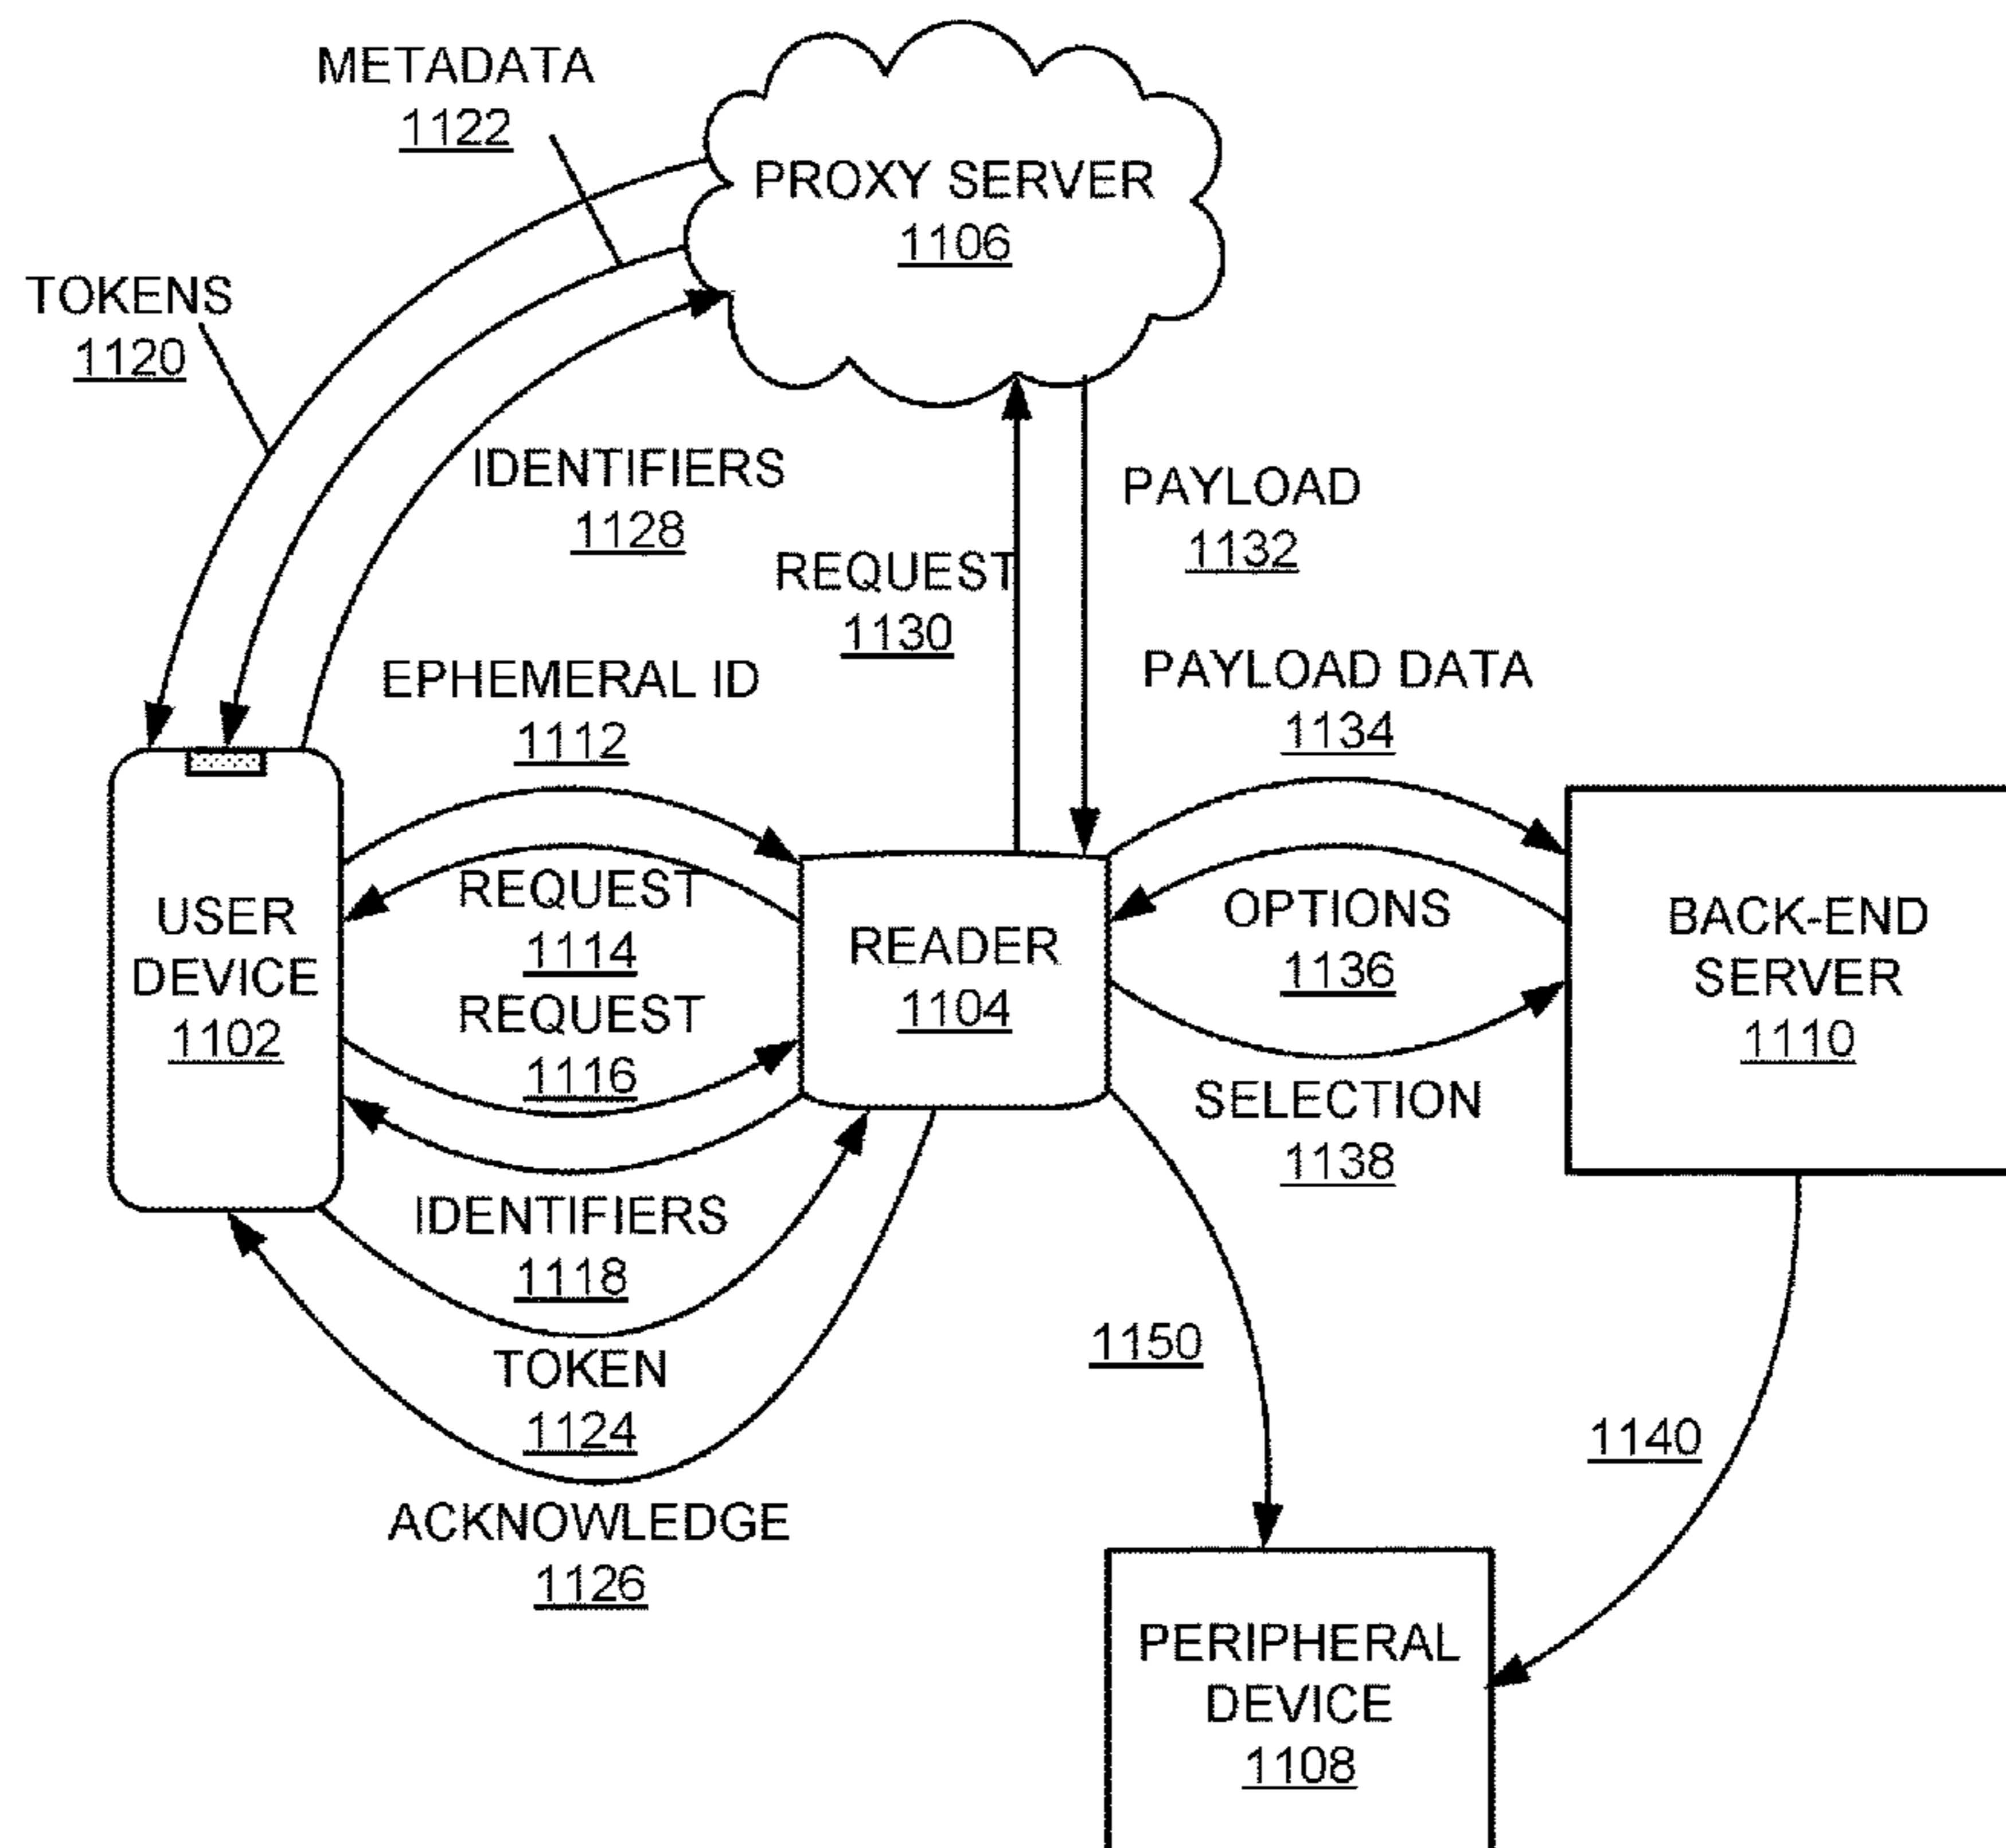 METADATA
1122
PROXY SERVER
1106
TOKENS
1120
IDENTIFIERS
1128
PAYLOAD
1132
REQUEST
1130
EPHEMERAL ID
1112
PAYLOAD DATA
1134
USER
DEVICE
1102
REQUEST
1114
REQUEST
1116
READER
1104
OPTIONS
1136
BACK-END
SERVER
1110
SELECTION
1138
IDENTIFIERS
1118
TOKEN
1124
ACKNOWLEDGE
1126
1150
1140
PERIPHERAL
DEVICE
1108